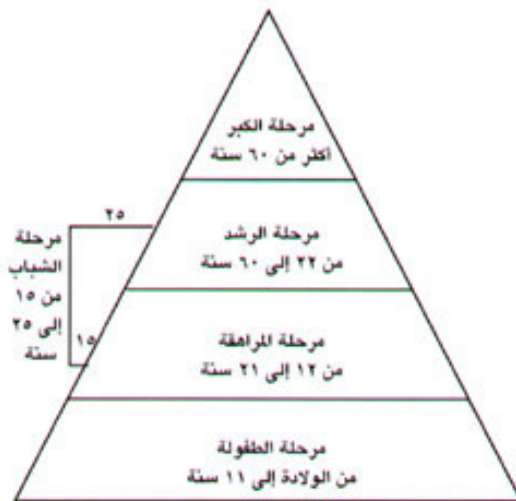 مرحلة الكبر
أكثر من ٦٠ سنة
٢٥
مرحلة الرشد
من ٢٢ إلى ٦٠ سنة
مرحلة
الشباب
من ١٥
إلى ٢٥
سنة
١٥
مرحلة المراهقة
من ١٢ إلى ٢١ سنة
مرحلة الطفولة
من الولادة إلى ١١ سنة